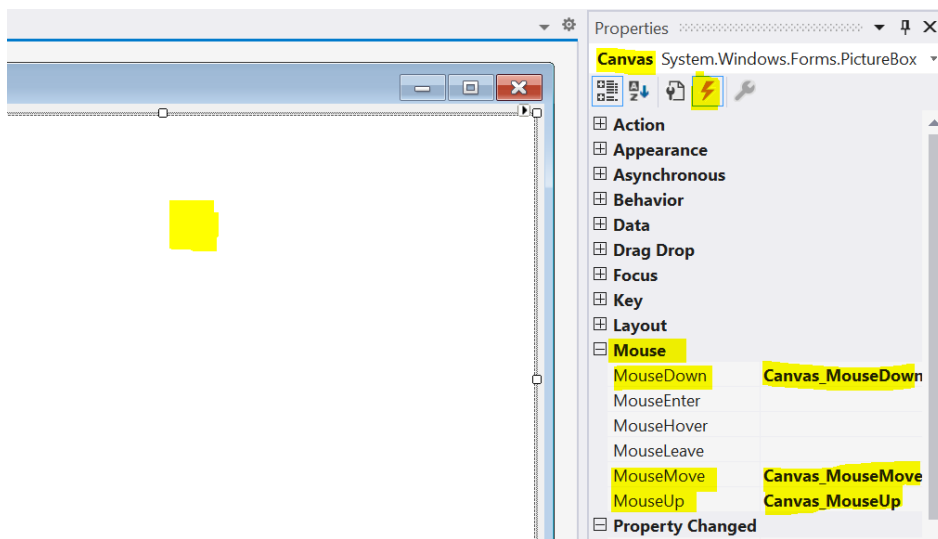 Properties
Canvas System.Windows.Forms.PictureBox
Action
Appearance
Asynchronous
Behavior
Data
Drag Drop
Focus
Key
Layout
Mouse
MouseDown Canvas_MouseDown
MouseEnter
MouseHover
MouseLeave
MouseMove Canvas_MouseMove
MouseUp Canvas_MouseUp
Property Changed